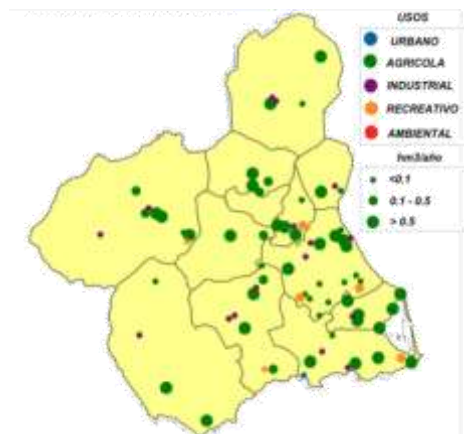 USOS
URBANO
AGRICOLA
INDUSTRIAL
RECREATIVO
AMBIENTAL
hm3/año
<0.1
0.1 - 0.5
> 0.5